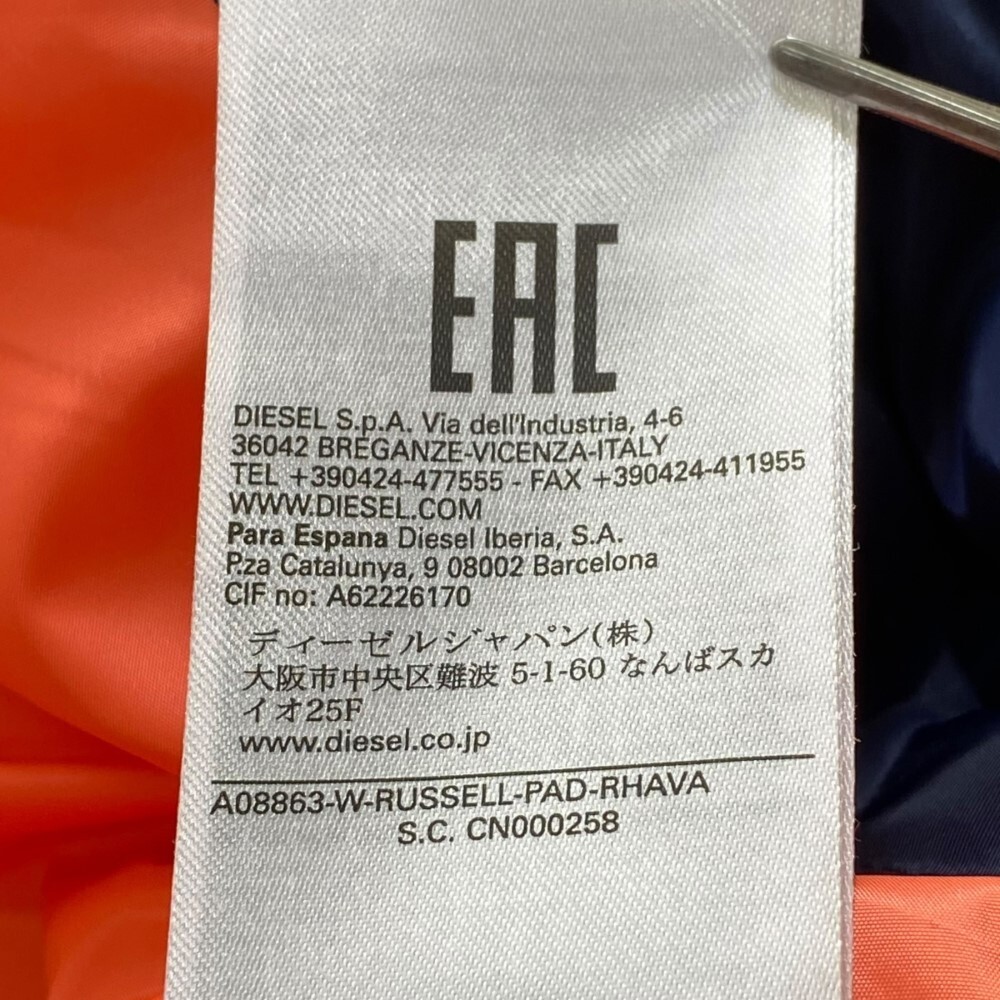 EAC
DIESEL S.p.A. Via dell'Industria, 4-6
36042 BREGANZE-VICENZA-ITALY
TEL +390424-477555 - FAX +390424-411955
WWW.DIESEL.COM
Para Espana Diesel Iberia, S.A.
P.za Catalunya, 9 08002 Barcelona
CIF no: A62226170
ディーゼルジャパン(株)
大阪市中央区難波 5-1-60 なんばスカ
イオ25F
www.diesel.co.jp
A08863-W-RUSSELL-PAD-RHAVA
S.C. CN000258